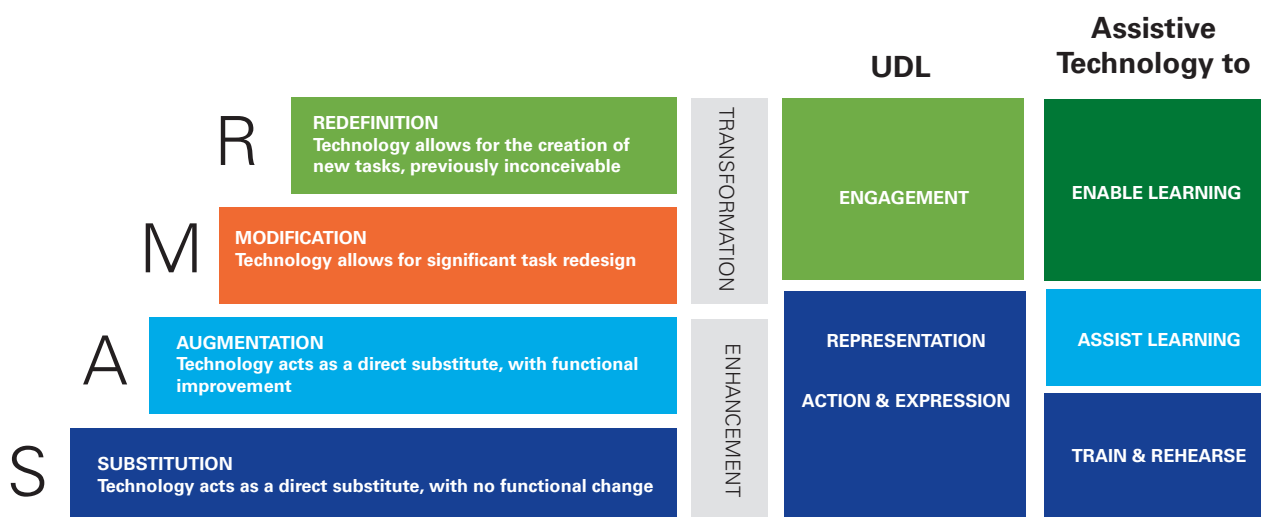 UDL
Assistive
Technology to
R
REDEFINITION
Technology allows for the creation of
new tasks, previously inconceivable
M
MODIFICATION
Technology allows for significant task redesign
TRANSFORMATION
ENGAGEMENT
ENABLE LEARNING
A
AUGMENTATION
Technology acts as a direct substitute, with functional
improvement
S
SUBSTITUTION
Technology acts as a direct substitute, with no functional change
ENHANCEMENT
REPRESENTATION
ACTION & EXPRESSION
ASSIST LEARNING
TRAIN & REHEARSE